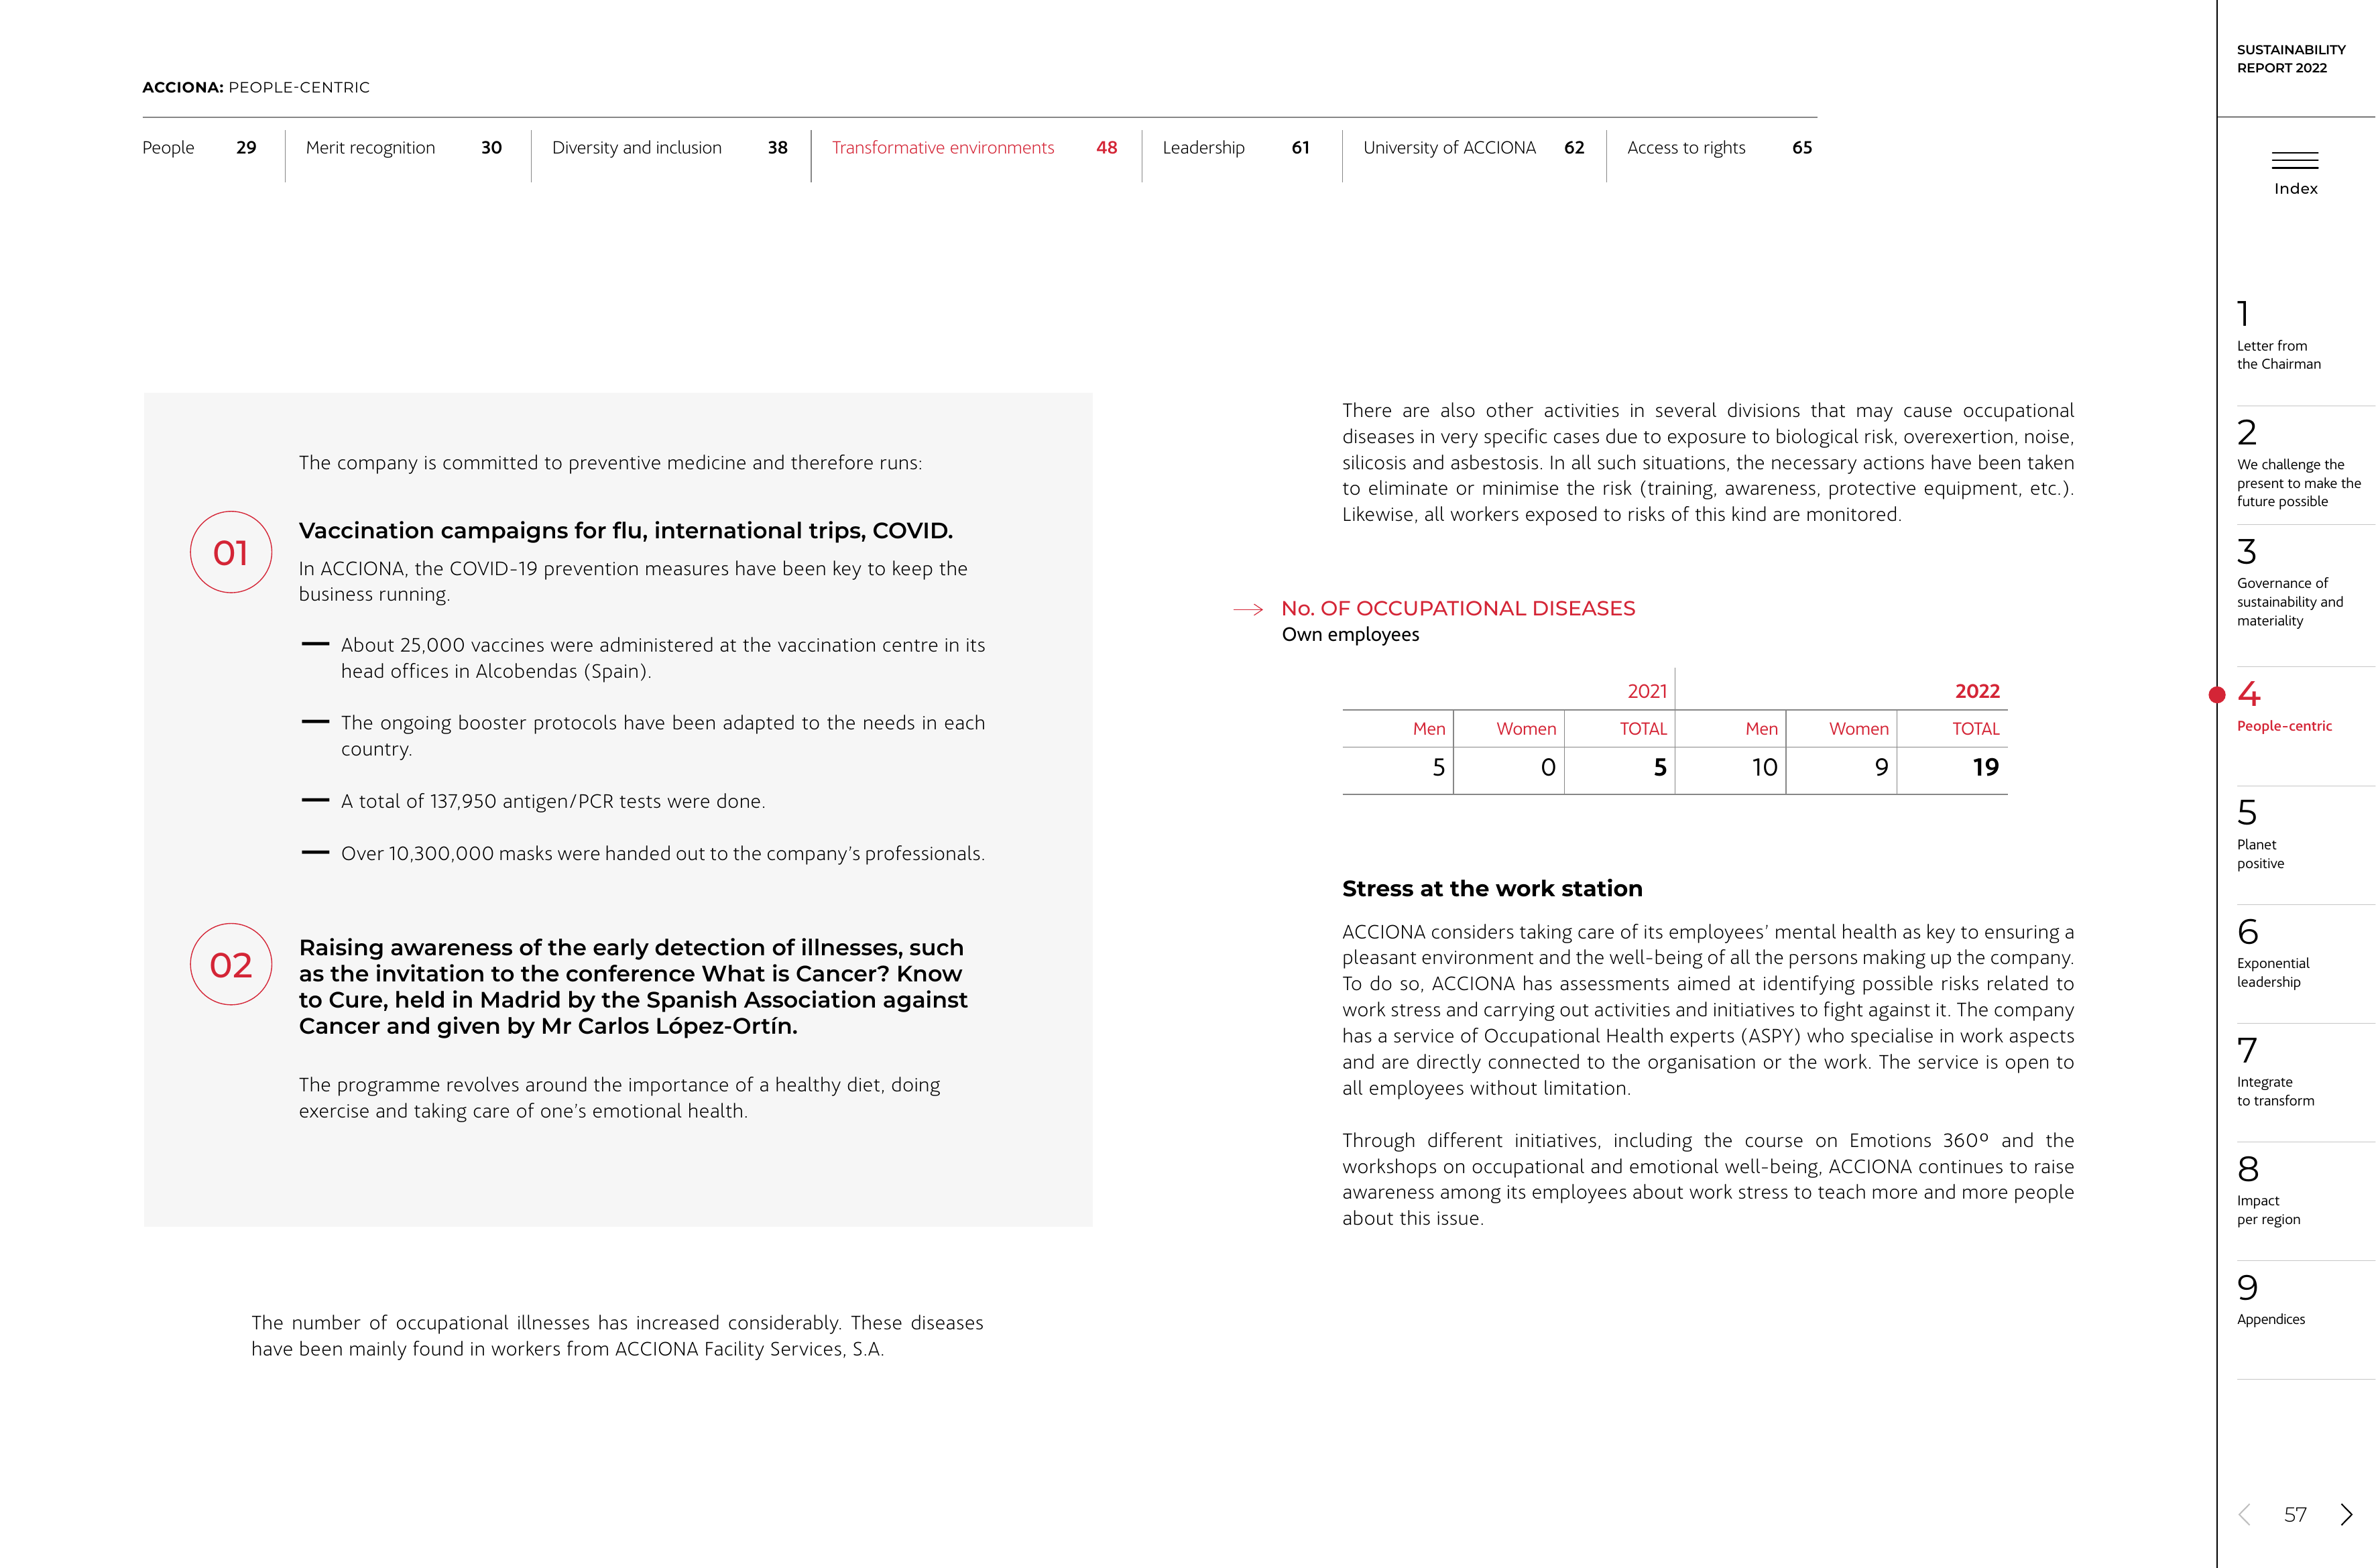 ACCIONA: PEOPLE-CENTRIC
People 29
Merit recognition 30
Diversity and inclusion 38
Transformative environments 48
Leadership 61
University of ACCIONA 62
Access to rights 65
The company is committed to preventive medicine and therefore runs:
01
Vaccination campaigns for flu, international trips, COVID.
In ACCIONA, the COVID-19 prevention measures have been key to keep the
business running.
— About 25,000 vaccines were administered at the vaccination centre in its
head offices in Alcobendas (Spain).
— The ongoing booster protocols have been adapted to the needs in each
country.
— A total of 137,950 antigen/PCR tests were done.
— Over 10,300,000 masks were handed out to the company's professionals.
02
Raising awareness of the early detection of illnesses, such
as the invitation to the conference What is Cancer? Know
to Cure, held in Madrid by the Spanish Association against
Cancer and given by Mr Carlos López-Ortín.
The programme revolves around the importance of a healthy diet, doing
exercise and taking care of one's emotional health.
The number of occupational illnesses has increased considerably. These diseases
have been mainly found in workers from ACCIONA Facility Services, S.A.
There are also other activities in several divisions that may cause occupational
diseases in very specific cases due to exposure to biological risk, overexertion, noise,
silicosis and asbestosis. In all such situations, the necessary actions have been taken
to eliminate or minimise the risk (training, awareness, protective equipment, etc.).
Likewise, all workers exposed to risks of this kind are monitored.
→ No. OF OCCUPATIONAL DISEASES
Own employees
2021 2022
Men Women TOTAL Men Women TOTAL
5 0 5 10 9 19
Stress at the work station
ACCIONA considers taking care of its employees' mental health as key to ensuring a
pleasant environment and the well-being of all the persons making up the company.
To do so, ACCIONA has assessments aimed at identifying possible risks related to
work stress and carrying out activities and initiatives to fight against it. The company
has a service of Occupational Health experts (ASPY) who specialise in work aspects
and are directly connected to the organisation or the work. The service is open to
all employees without limitation.
Through different initiatives, including the course on Emotions 360º and the
workshops on occupational and emotional well-being, ACCIONA continues to raise
awareness among its employees about work stress to teach more and more people
about this issue.
SUSTAINABILITY
REPORT 2022
Index
1
Letter from
the Chairman
2
We challenge the
present to make the
future possible
3
Governance of
sustainability and
materiality
4
People-centric
5
Planet
positive
6
Exponential
leadership
7
Integrate
to transform
8
Impact
per region
9
Appendices
57